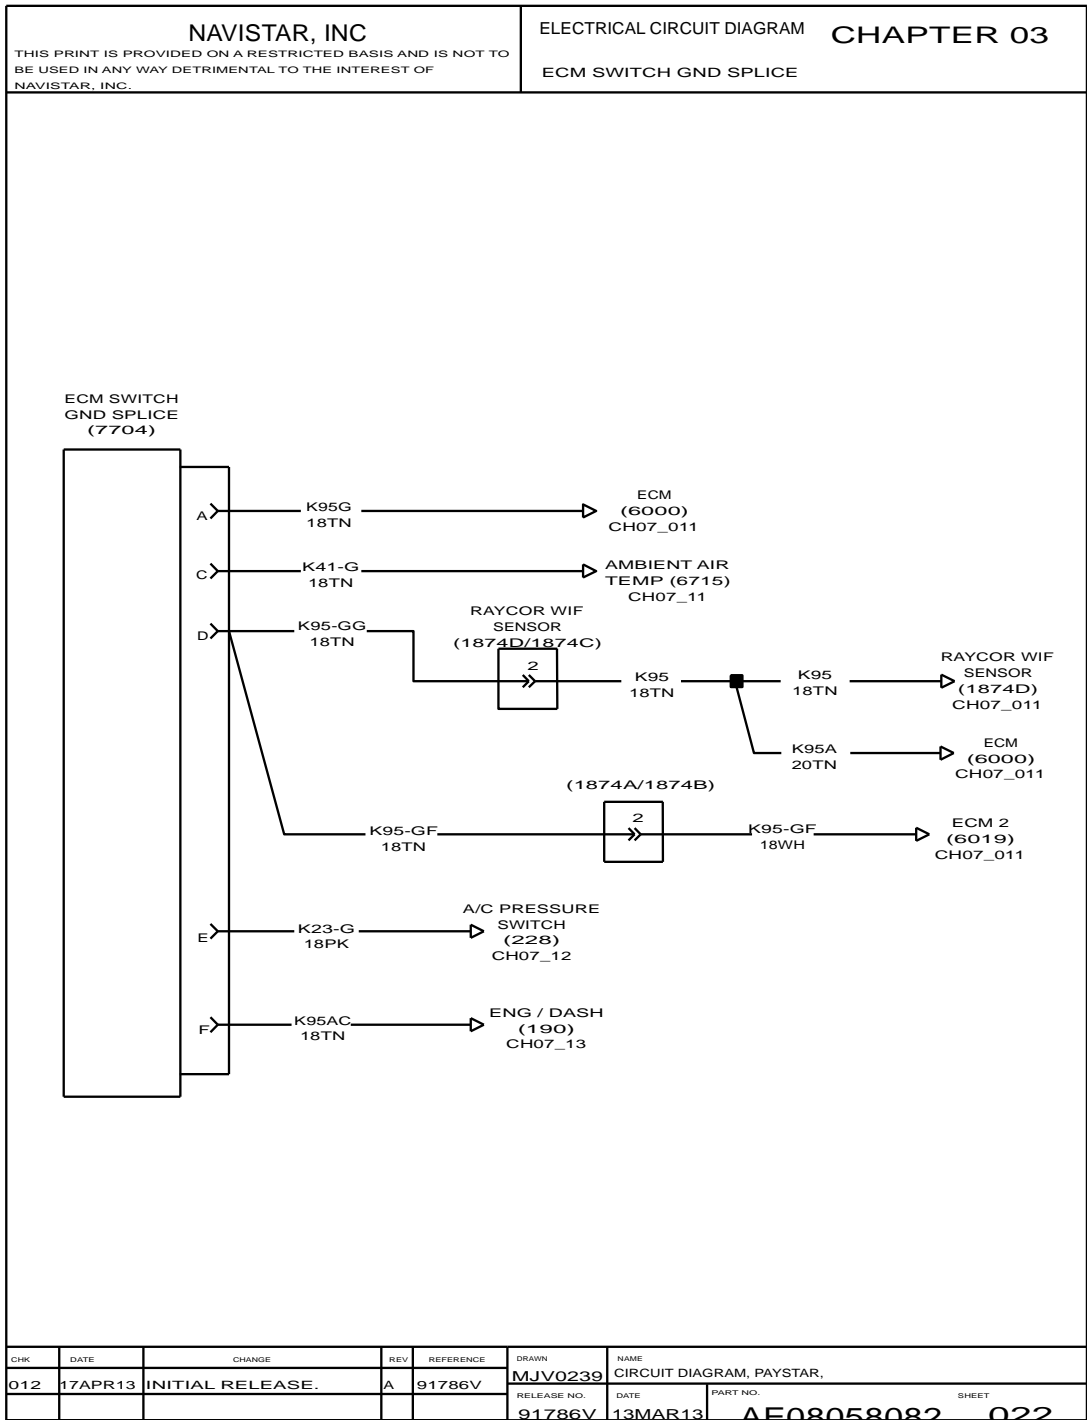 NAVISTAR, INC
THIS PRINT IS PROVIDED ON A RESTRICTED BASIS AND IS NOT TO
BE USED IN ANY WAY DETRIMENTAL TO THE INTEREST OF
NAVISTAR, INC.
ELECTRICAL CIRCUIT DIAGRAM
CHAPTER 03
ECM SWITCH GND SPLICE
ECM SWITCH
GND SPLICE
(7704)
A
K95G
18TN
ECM
(6000)
CH07_011
C
K41-G
18TN
AMBIENT AIR
TEMP (6715)
CH07_11
D
K95-GG
18TN
RAYCOR WIF
SENSOR
(1874D/1874C)
2
K95
18TN
K95
18TN
RAYCOR WIF
SENSOR
(1874D)
CH07_011
K95A
20TN
ECM
(6000)
CH07_011
K95-GF
18TN
(1874A/1874B)
2
K95-GF
18WH
ECM 2
(6019)
CH07_011
E
K23-G
18PK
A/C PRESSURE
SWITCH
(228)
CH07_12
F
K95AC
18TN
ENG / DASH
(190)
CH07_13
CHK DATE CHANGE REV REFERENCE
012 17APR13 INITIAL RELEASE. A 91786V
DRAWN
MJV0239
NAME
CIRCUIT DIAGRAM, PAYSTAR,
RELEASE NO.
91786V
DATE
13MAR13
PART NO.
AE08058082
SHEET
022